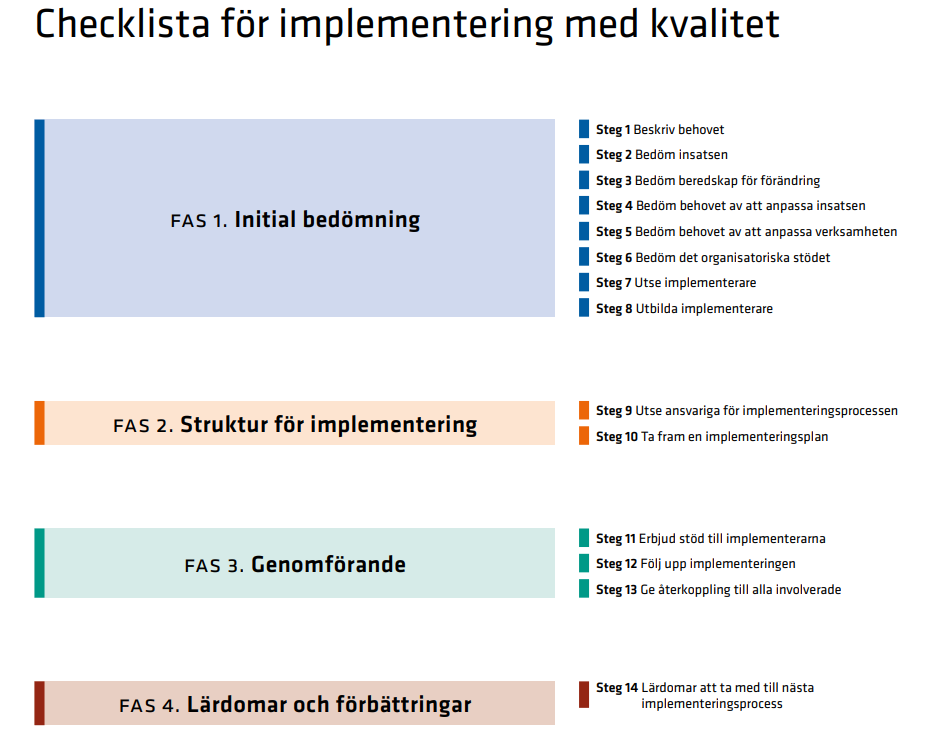 Checklista för implementering med kvalitet
FAS 1. Initial bedömning
Steg 1 Beskriv behovet
Steg 2 Bedöm insatsen
Steg 3 Bedöm beredskap för förändring
Steg 4 Bedöm behovet av att anpassa insatsen
Steg 5 Bedöm behovet av att anpassa verksamheten
Steg 6 Bedöm det organisatoriska stödet
Steg 7 Utse implementerare
Steg 8 Utbilda implementerare
FAS 2. Struktur för implementering
Steg 9 Utse ansvariga för implementeringsprocessen
Steg 10 Ta fram en implementeringsplan
FAS 3. Genomförande
Steg 11 Erbjud stöd till implementerarna
Steg 12 Följ upp implementeringen
Steg 13 Ge återkoppling till alla involverade
FAS 4. Lärdomar och förbättringar
Steg 14 Lärdomar att ta med till nästa
implementeringsprocess